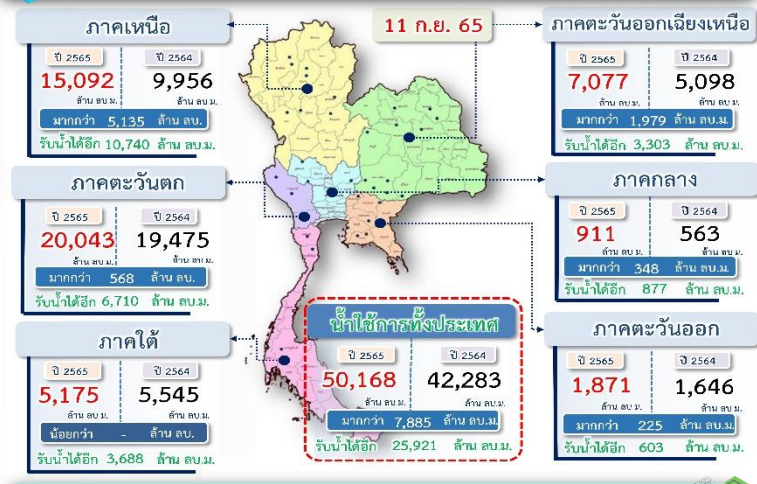 ภาคเหนือ
ปี 2565 ปี 2564
15,092 9,956
ล้าน ลบ.ม. ล้าน ลบ.ม.
มากกว่า 5,135 ล้าน ลบ.
รับน้ำได้อีก 10,740 ล้าน ลบ.ม.
11 ก.ย. 65
ภาคตะวันออกเฉียงเหนือ
ปี 2565 ปี 2564
7,077 5,098
ล้าน ลบ.ม. ล้าน ลบ.ม.
มากกว่า 1,979 ล้าน ลบ.ม.
รับน้ำได้อีก 3,303 ล้าน ลบ.ม.
ภาคตะวันตก
ปี 2565 ปี 2564
20,043 19,475
ล้าน ลบ.ม. ล้าน ลบ.ม.
มากกว่า 568 ล้าน ลบ.
รับน้ำได้อีก 6,710 ล้าน ลบ.ม.
ภาคกลาง
ปี 2565 ปี 2564
911 563
ล้าน ลบ.ม. ล้าน ลบ.ม.
มากกว่า 348 ล้าน ลบ.ม.
รับน้ำได้อีก 877 ล้าน ลบ.ม.
ภาคใต้
ปี 2565 ปี 2564
5,175 5,545
ล้าน ลบ.ม. ล้าน ลบ.ม.
น้อยกว่า - ล้าน ลบ.
รับน้ำได้อีก 3,688 ล้าน ลบ.ม.
น้ำใช้การทั้งประเทศ
ปี 2565 ปี 2564
50,168 42,283
ล้าน ลบ.ม. ล้าน ลบ.ม.
มากกว่า 7,885 ล้าน ลบ.ม.
รับน้ำได้อีก 25,921 ล้าน ลบ.ม.
ภาคตะวันออก
ปี 2565 ปี 2564
1,871 1,646
ล้าน ลบ.ม. ล้าน ลบ.ม.
มากกว่า 225 ล้าน ลบ.ม.
รับน้ำได้อีก 603 ล้าน ลบ.ม.